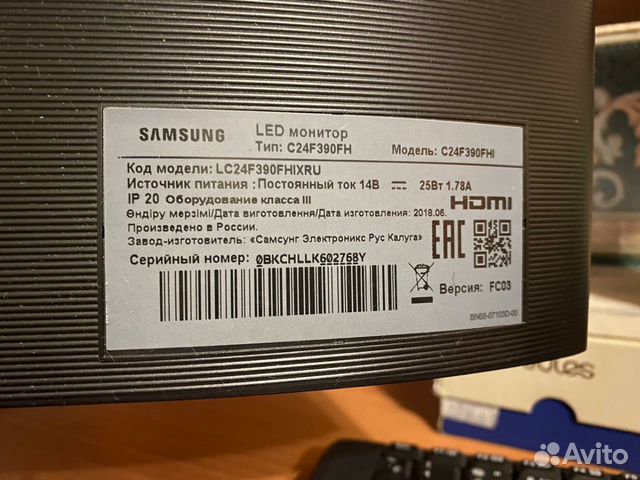 SAMSUNG
LED монитор
Тип: C24F390FH
Модель: C24F390FHI
Код модели: LC24F390FHIXRU
Источник питания : Постоянный ток 14В 25Вт 1.78A
IP 20 Оборудование класса III
HDMI
Өндіру мерзімі/Дата виготовлення/Дата изготовления: 2018.06.
Произведено в России.
Завод-изготовитель: «Самсунг Электроникс Рус Калуга»
EAC
Серийный номер: 0BKCHLLK602768Y
Версия: FC03
BN68-07103D-00
Avito